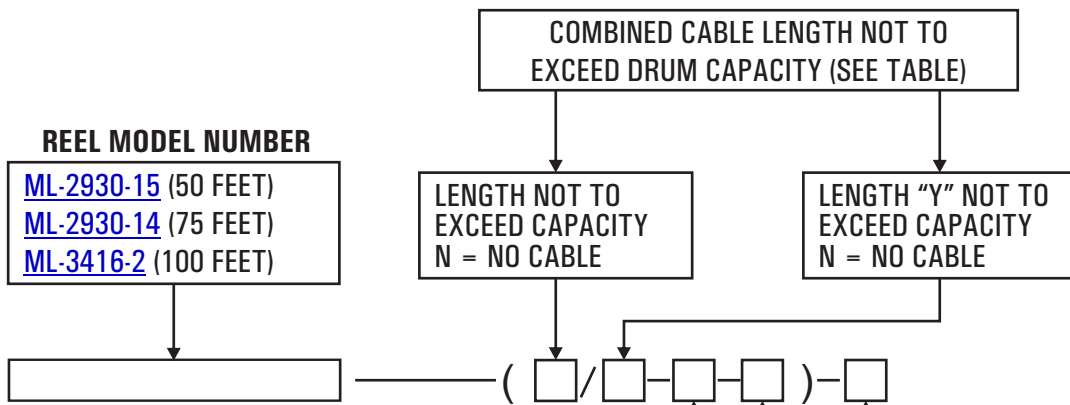 COMBINED CABLE LENGTH NOT TO
EXCEED DRUM CAPACITY (SEE TABLE)
REEL MODEL NUMBER
ML-2930-15 (50 FEET)
ML-2930-14 (75 FEET)
ML-3416-2 (100 FEET)
LENGTH NOT TO
EXCEED CAPACITY
N = NO CABLE
LENGTH “Y” NOT TO
EXCEED CAPACITY
N = NO CABLE
( / – – ) –